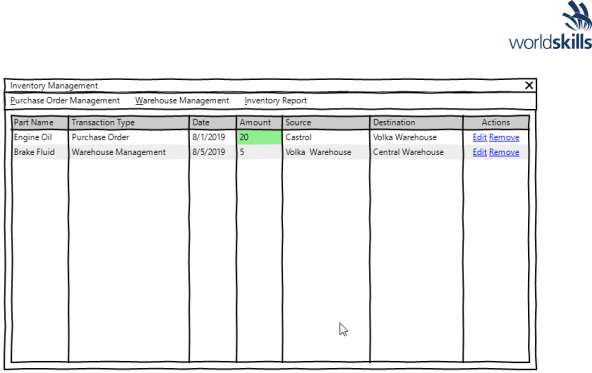 worldskills
Inventory Management X
Purchase Order Management Warehouse Management Inventory Report
Part Name Transaction Type Date Amount Source Destination Actions
Engine Oil Purchase Order 8/1/2019 20 Castrol Volka Warehouse Edit Remove
Brake Fluid Warehouse Management 8/5/2019 5 Volka Warehouse Central Warehouse Edit Remove